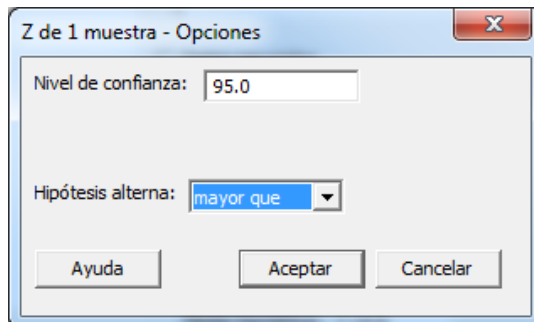 Z de 1 muestra - Opciones
Nivel de confianza: 95.0
Hipótesis alterna: mayor que
Ayuda Aceptar Cancelar